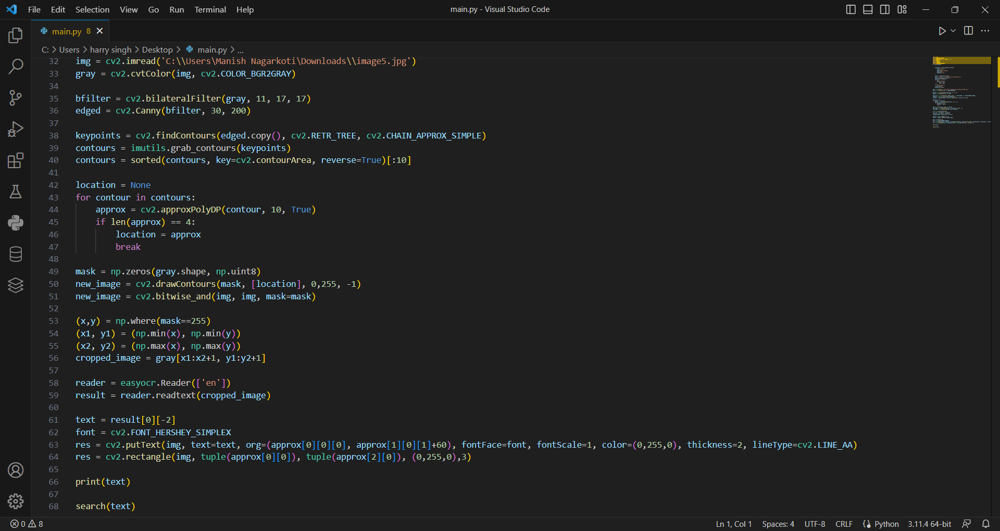 File Edit Selection View Go Run Terminal Help
main.py - Visual Studio Code
main.py 8
C: > Users > harry singh > Desktop > main.py > ...
32 img = cv2.imread('C:\\Users\Manish Nagarkoti\Downloads\\image5.jpg')
33 gray = cv2.cvtColor(img, cv2.COLOR_BGR2GRAY)
34
35 bfilter = cv2.bilateralFilter(gray, 11, 17, 17)
36 edged = cv2.Canny(bfilter, 30, 200)
37
38 keypoints = cv2.findContours(edged.copy(), cv2.RETR_TREE, cv2.CHAIN_APPROX_SIMPLE)
39 contours = imutils.grab_contours(keypoints)
40 contours = sorted(contours, key=cv2.contourArea, reverse=True)[:10]
41
42 location = None
43 for contour in contours:
44     approx = cv2.approxPolyDP(contour, 10, True)
45     if len(approx) == 4:
46         location = approx
47         break
48
49 mask = np.zeros(gray.shape, np.uint8)
50 new_image = cv2.drawContours(mask, [location], 0,255, -1)
51 new_image = cv2.bitwise_and(img, img, mask=mask)
52
53 (x,y) = np.where(mask==255)
54 (x1, y1) = (np.min(x), np.min(y))
55 (x2, y2) = (np.max(x), np.max(y))
56 cropped_image = gray[x1:x2+1, y1:y2+1]
57
58 reader = easyocr.Reader(['en'])
59 result = reader.readtext(cropped_image)
60
61 text = result[0][-2]
62 font = cv2.FONT_HERSHEY_SIMPLEX
63 res = cv2.putText(img, text=text, org=(approx[0][0][0], approx[1][0][1]+60), fontFace=font, fontScale=1, color=(0,255,0), thickness=2, lineType=cv2.LINE_AA)
64 res = cv2.rectangle(img, tuple(approx[0][0]), tuple(approx[2][0]), (0,255,0),3)
65
66 print(text)
67
68 search(text)
0 8
Ln 1, Col 1 Spaces: 4 UTF-8 CRLF Python 3.11.4 64-bit